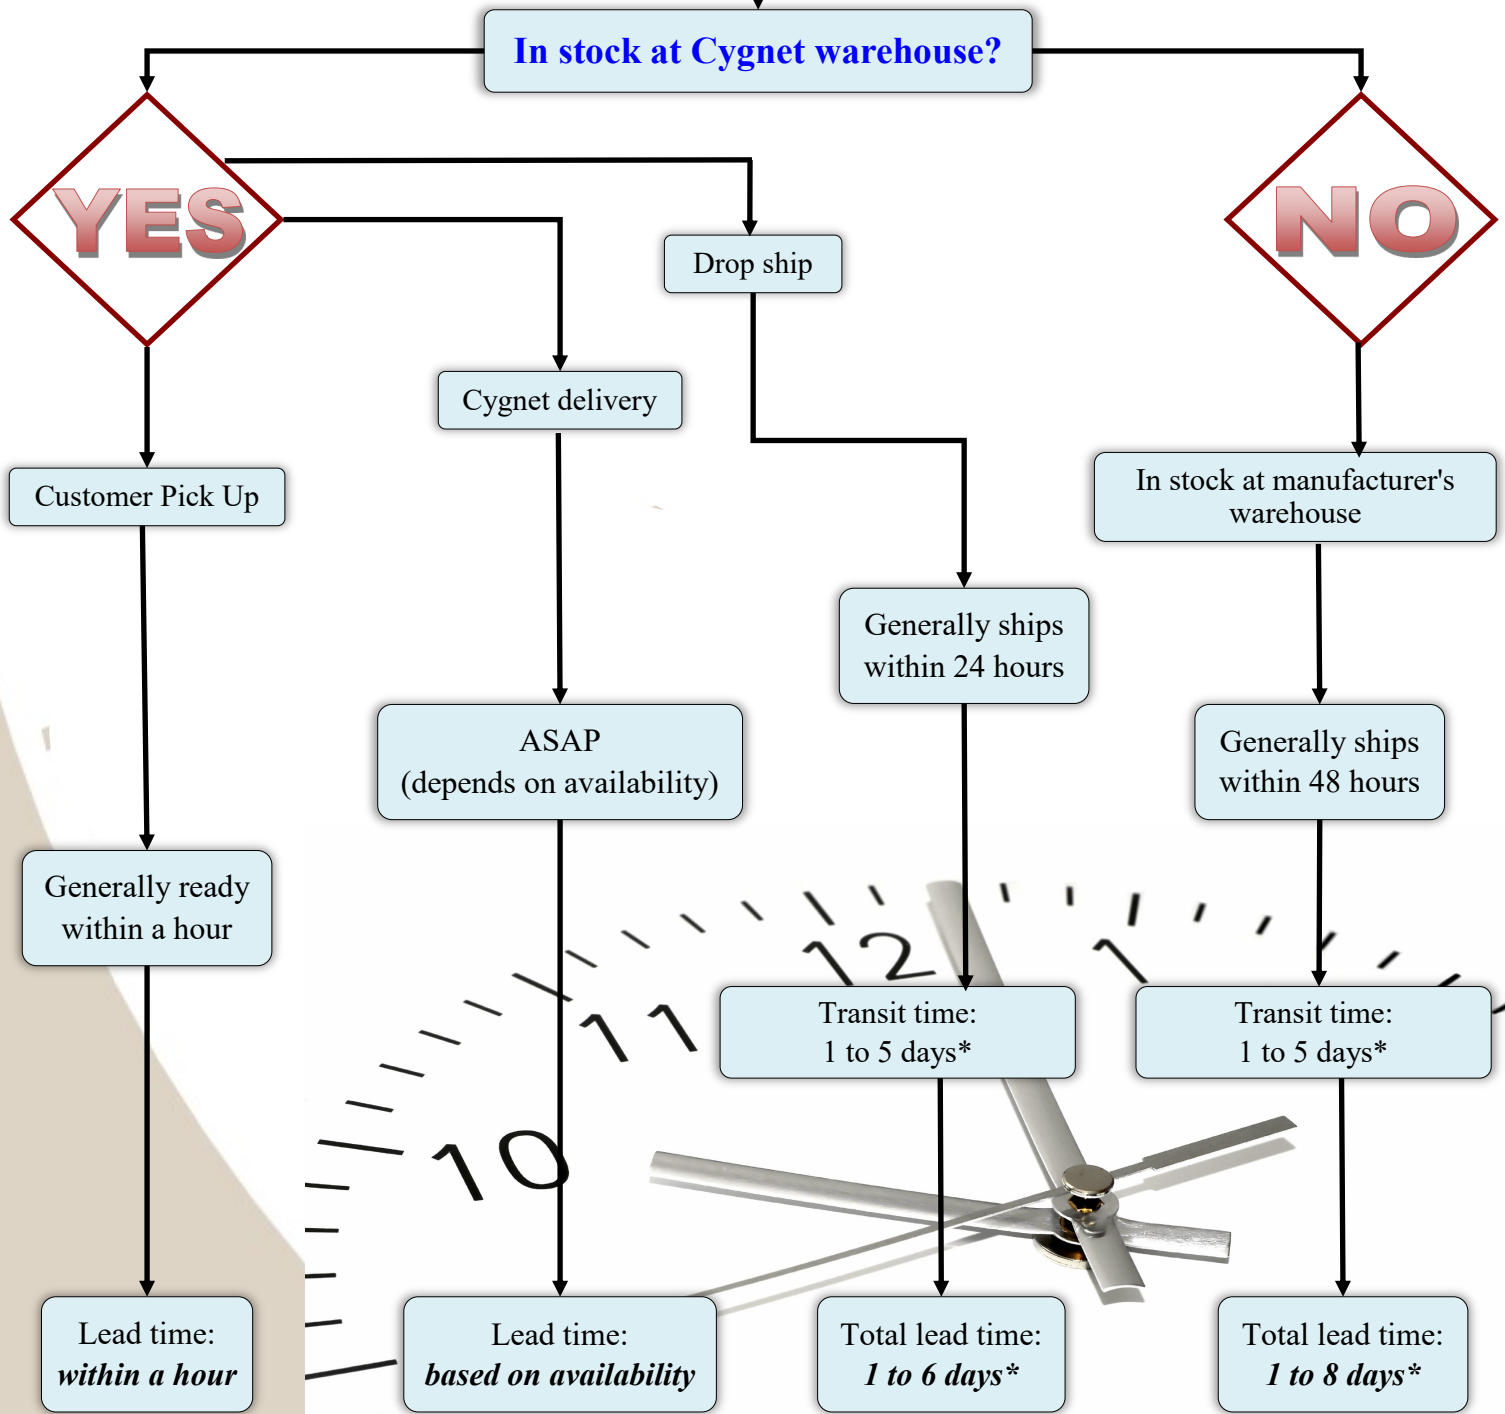 In stock at Cygnet warehouse?
YES
NO
Drop ship
Cygnet delivery
Customer Pick Up
In stock at manufacturer's
warehouse
Generally ships
within 24 hours
ASAP
(depends on availability)
Generally ships
within 48 hours
Generally ready
within a hour
12
1
11
10
Transit time:
1 to 5 days*
Transit time:
1 to 5 days*
Lead time:
within a hour
Lead time:
based on availability
Total lead time:
1 to 6 days*
Total lead time:
1 to 8 days*